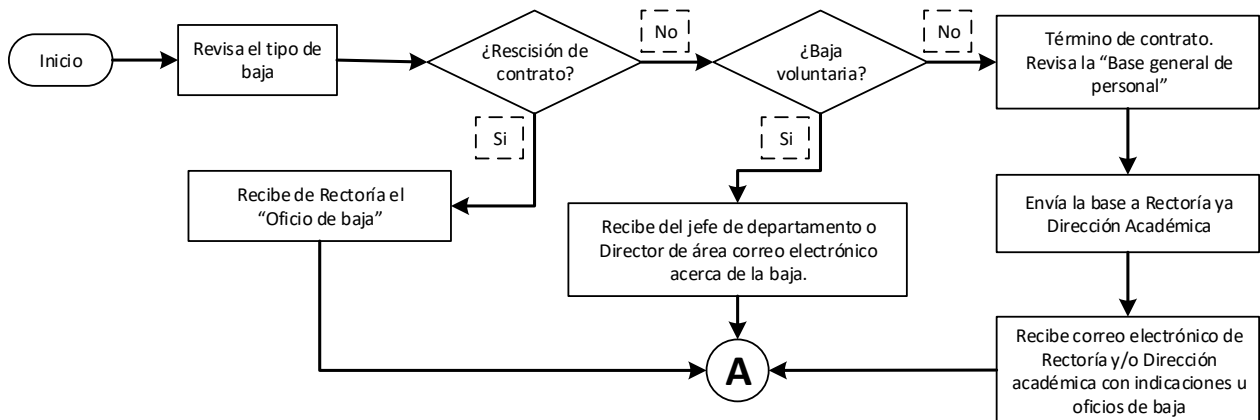 Inicio
Revisa el tipo de
baja
¿Rescisión de
contrato?
No
¿Baja
voluntaria?
No
Término de contrato.
Revisa la “Base general de
personal”
Si
Si
Recibe de Rectoría el
“Oficio de baja”
Recibe del jefe de departamento o
Director de área correo electrónico
acerca de la baja.
Envía la base a Rectoría ya
Dirección Académica
A
Recibe correo electrónico de
Rectoría y/o Dirección
académica con indicaciones u
oficios de baja